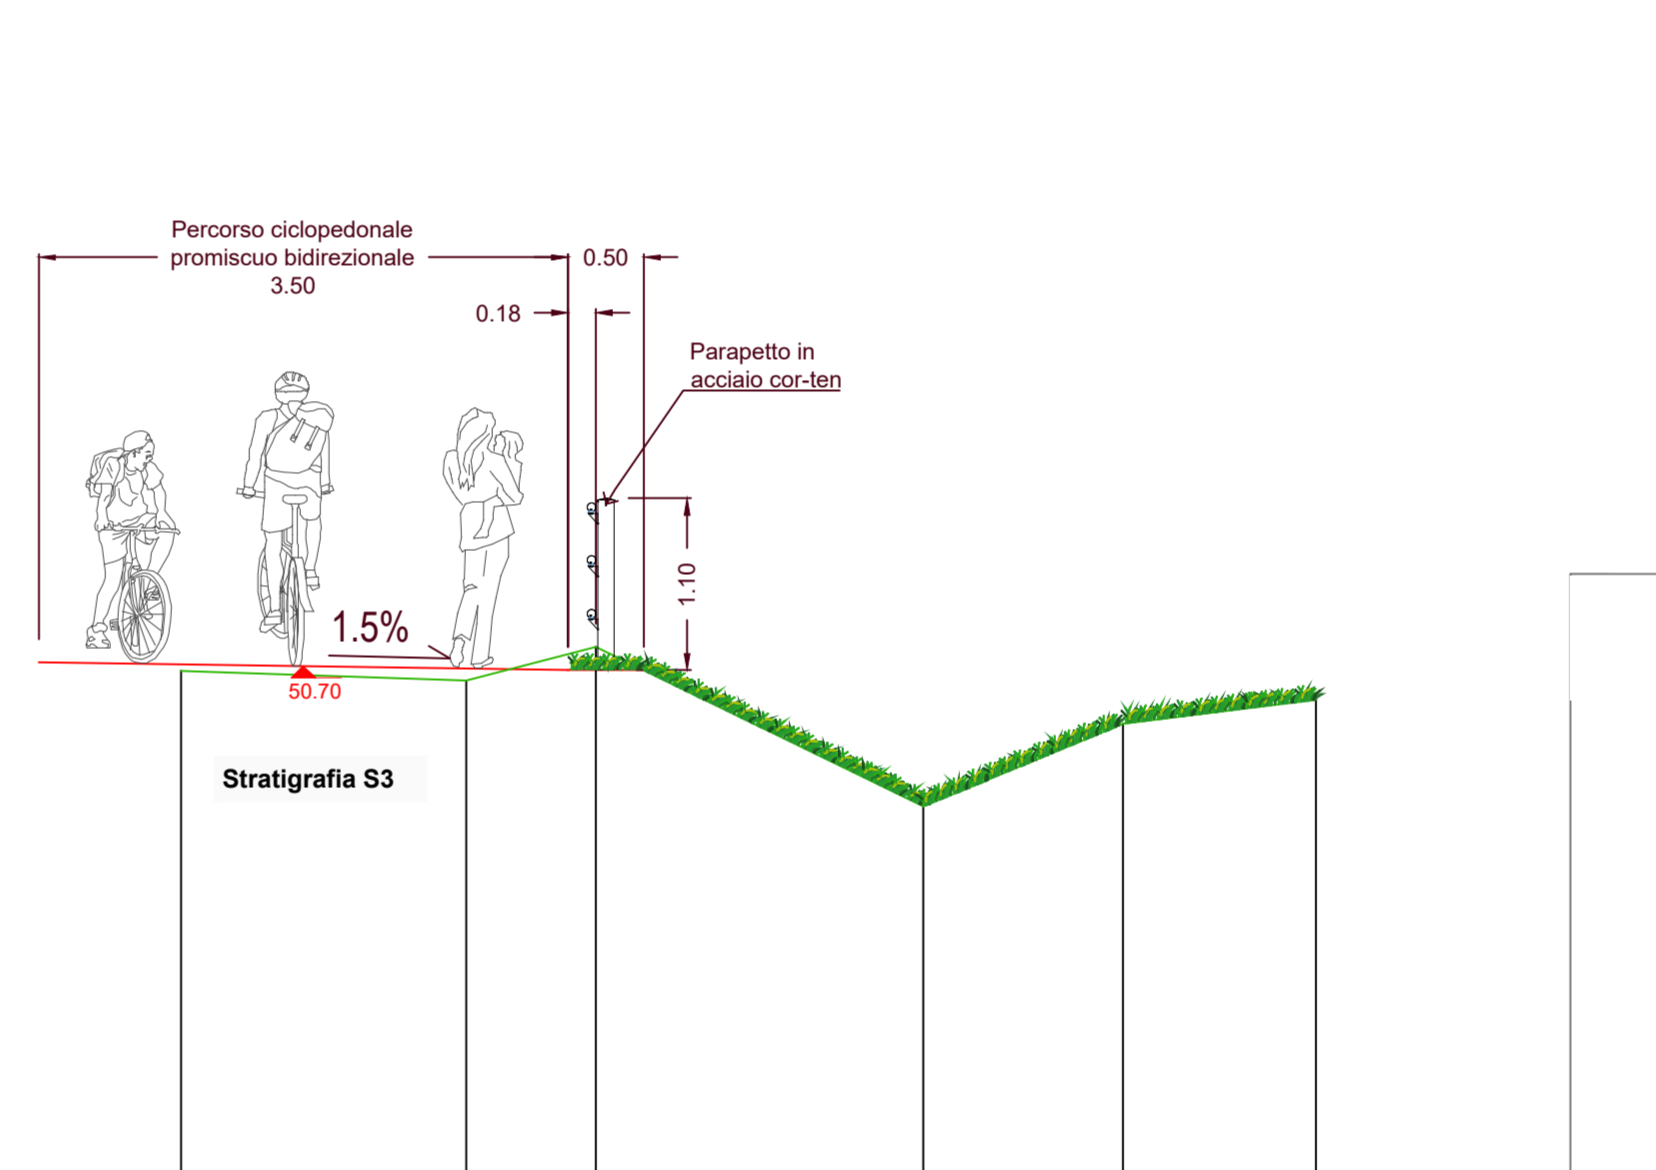 Percorso ciclopedonale
promiscuo bidirezionale
3.50
0.50
0.18
Parapetto in
acciaio cor-ten
1.10
1.5%
50.70
Stratigrafia S3